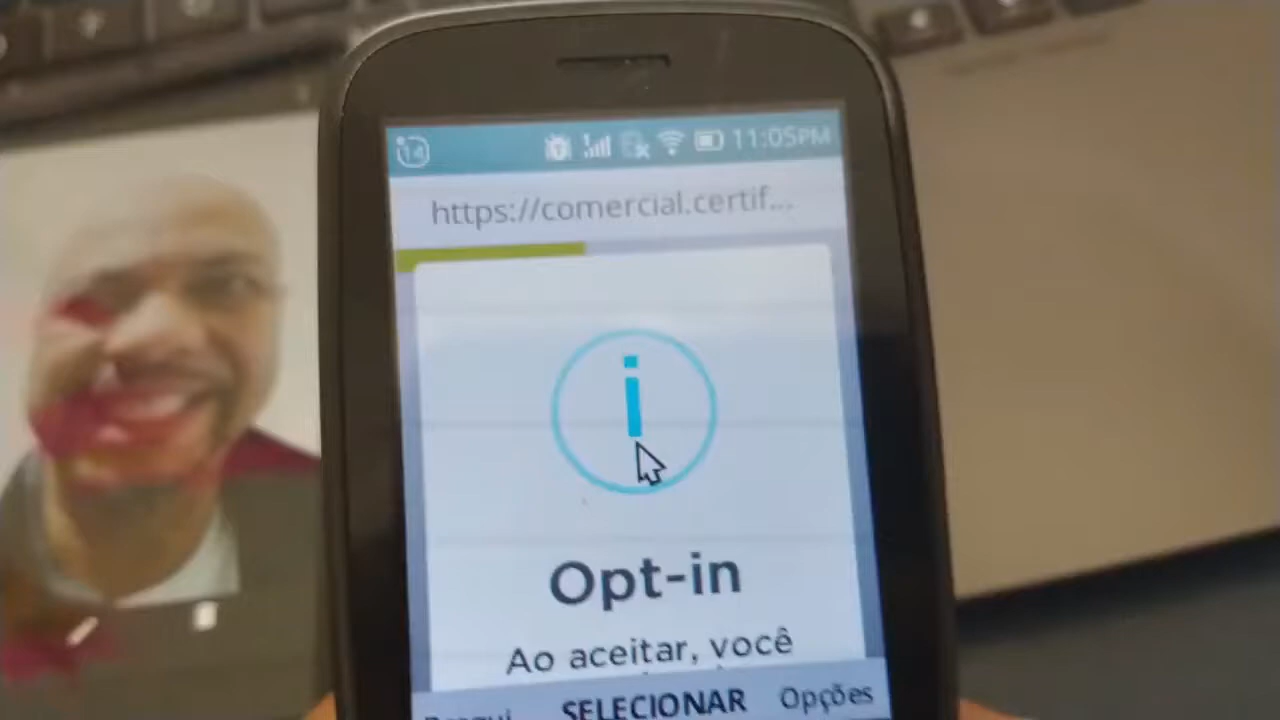 11:05PM
https://comercial.certif...
i
Opt-in
Ao aceitar, você
SELECIONAR Opções